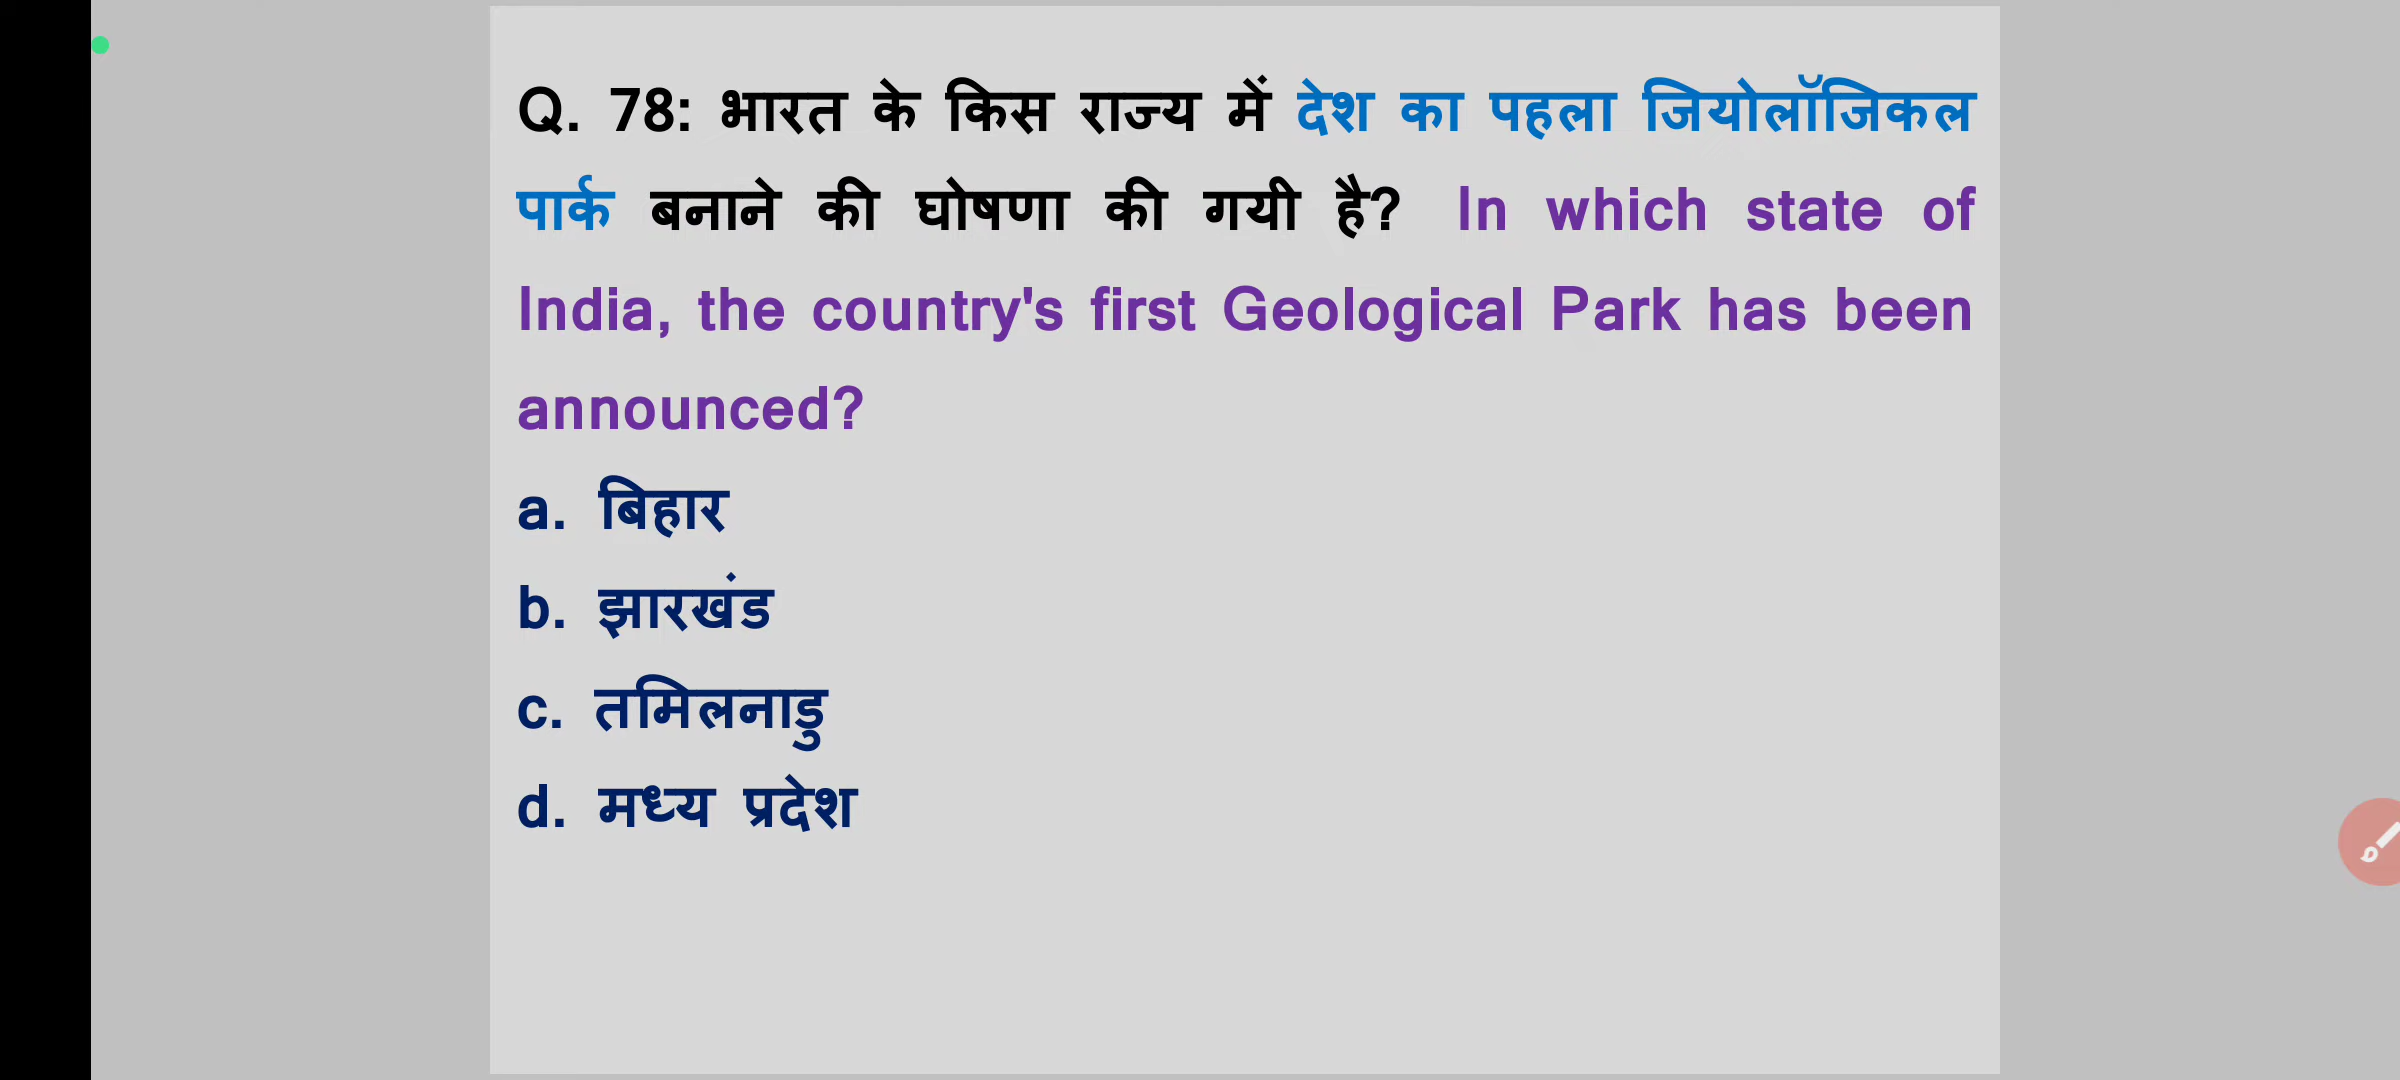 Q. 78: भारत के किस राज्य में देश का पहला जियोलॉजिकल
पार्क बनाने की घोषणा की गयी है? In which state of
India, the country's first Geological Park has been
announced?
a. बिहार
b. झारखंड
c. तमिलनाडु
d. मध्य प्रदेश